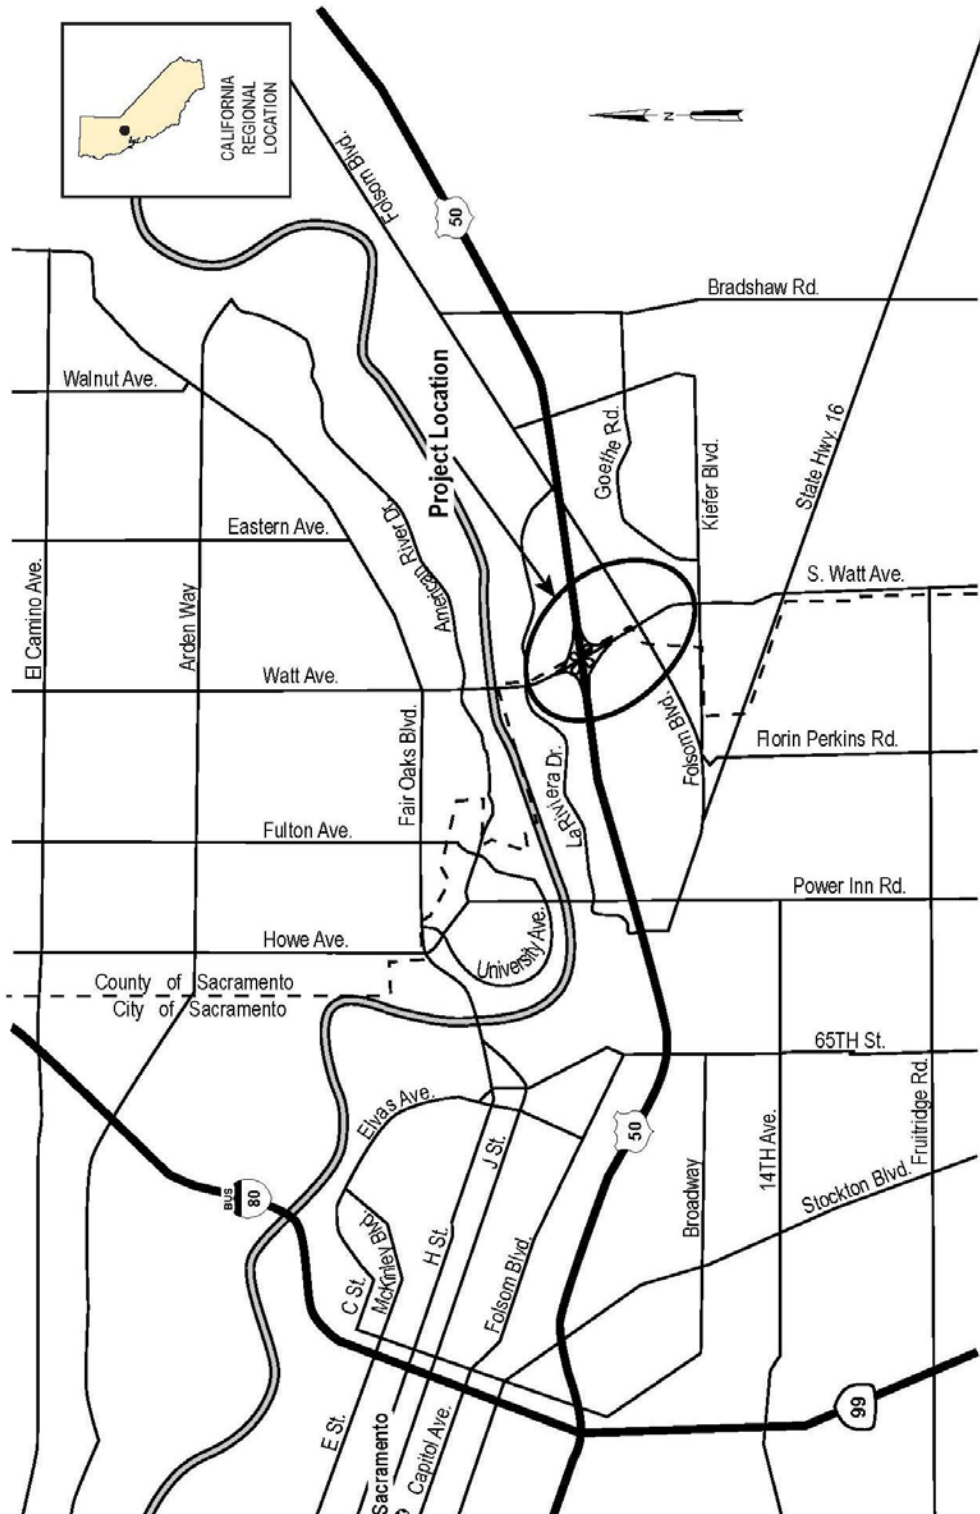 CALIFORNIA
REGIONAL
LOCATION
El Camino Ave.
Walnut Ave.
Arden Way
Eastern Ave.
Watt Ave.
Fulton Ave.
Howe Ave.
County of Sacramento
City of Sacramento
Fair Oaks Blvd.
American River Dr.
Project Location
Folsom Blvd.
50
N
Bradshaw Rd.
Goethe Rd.
Kiefer Blvd.
State Hwy. 16
S. Watt Ave.
La Riviera Dr.
Folsom Blvd.
Florin Perkins Rd.
Power Inn Rd.
University Ave.
65TH St.
Elvas Ave.
BUS
80
50
J St.
H St.
McKinley Blvd.
C St.
E St.
Folsom Blvd.
Capitol Ave.
Sacramento
Broadway
14TH Ave.
Stockton Blvd.
Fruitridge Rd.
99